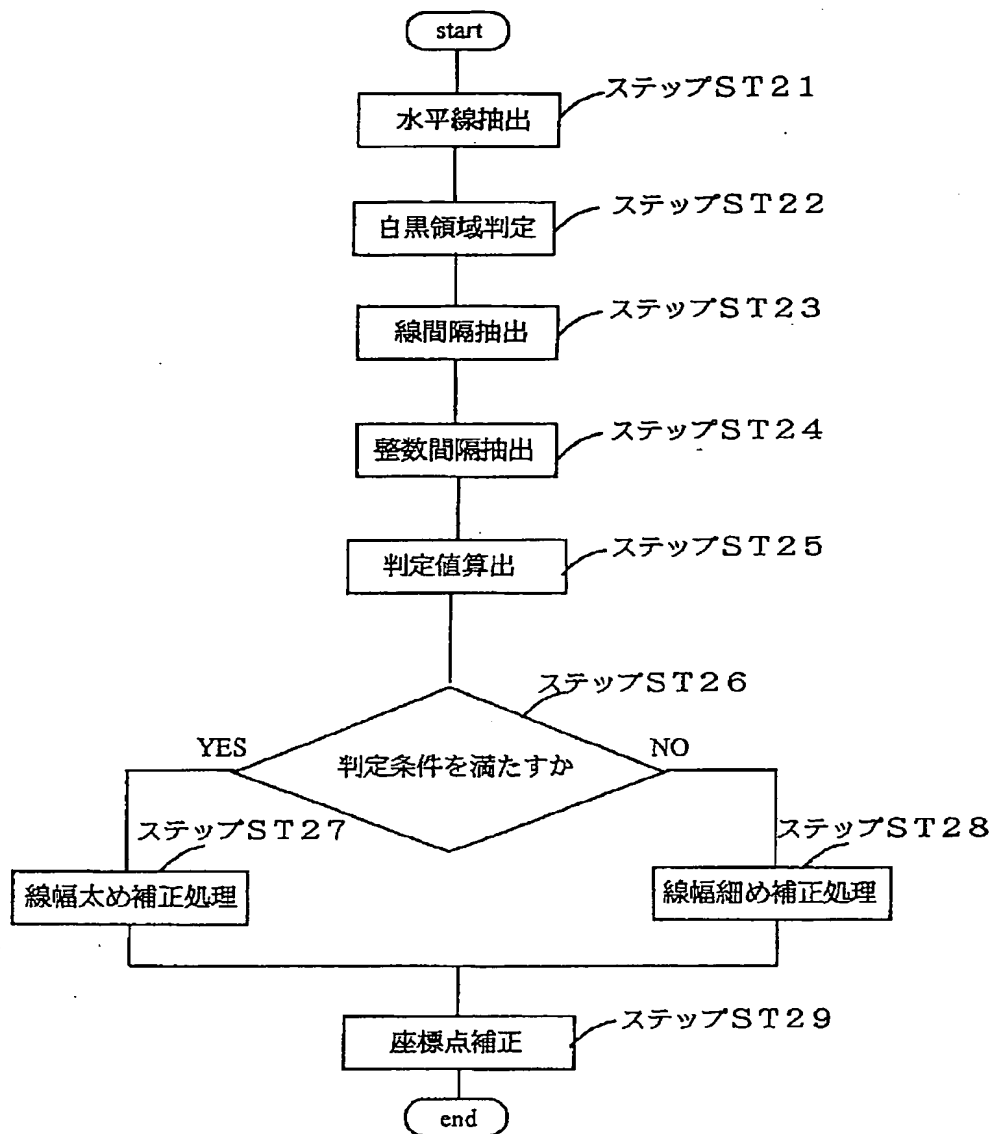 start
ステップST21
水平線抽出
ステップST22
白黒領域判定
ステップST23
線間隔抽出
ステップST24
整数間隔抽出
ステップST25
判定値算出
ステップST26
YES
NO
判定条件を満たすか
ステップST27
ステップST28
線幅太め補正処理
線幅細め補正処理
ステップST29
座標点補正
end